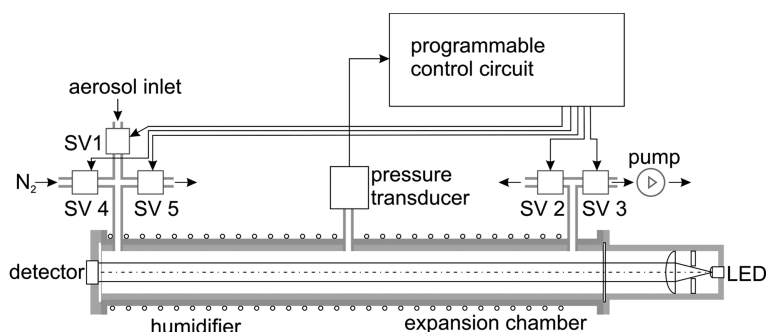 programmable
control circuit
aerosol inlet
SV1
N2
SV 4
SV 5
pressure
transducer
SV 2
SV 3
pump
detector
LED
humidifier
expansion chamber